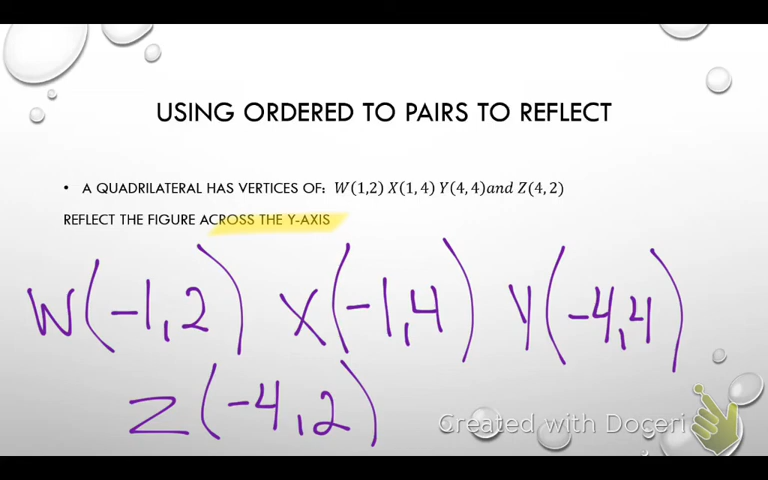 USING ORDERED TO PAIRS TO REFLECT
• A QUADRILATERAL HAS VERTICES OF: W(1,2) X(1,4) Y(4,4)and Z(4,2)
REFLECT THE FIGURE ACROSS THE Y-AXIS
W(-1,2) X(-1,4) Y(-4,4)
Z(-4,2)
Created with Doceri